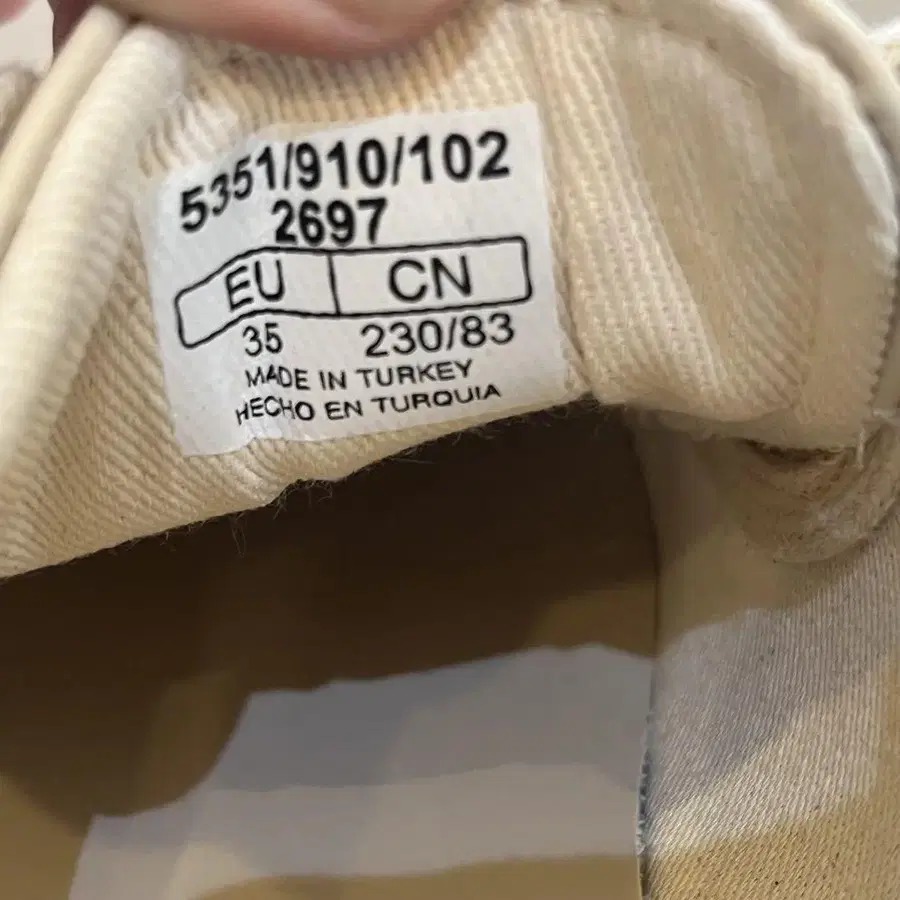 5351/910/102
2697
EU CN
35 230/83
MADE IN TURKEY
HECHO EN TURQUIA